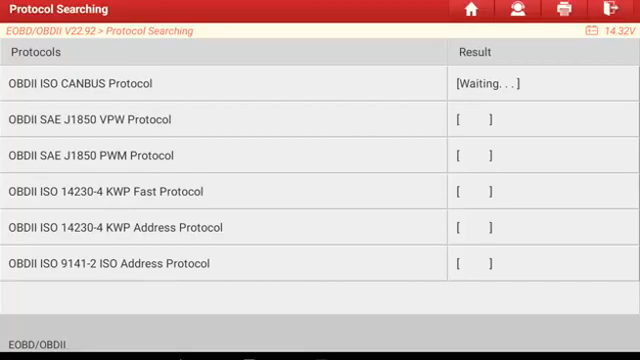 Protocol Searching
EOBD/OBDII V22.92 > Protocol Searching
14.32V
Protocols Result
OBDII ISO CANBUS Protocol [Waiting. . . ]
OBDII SAE J1850 VPW Protocol [ ]
OBDII SAE J1850 PWM Protocol [ ]
OBDII ISO 14230-4 KWP Fast Protocol [ ]
OBDII ISO 14230-4 KWP Address Protocol [ ]
OBDII ISO 9141-2 ISO Address Protocol [ ]
EOBD/OBDII